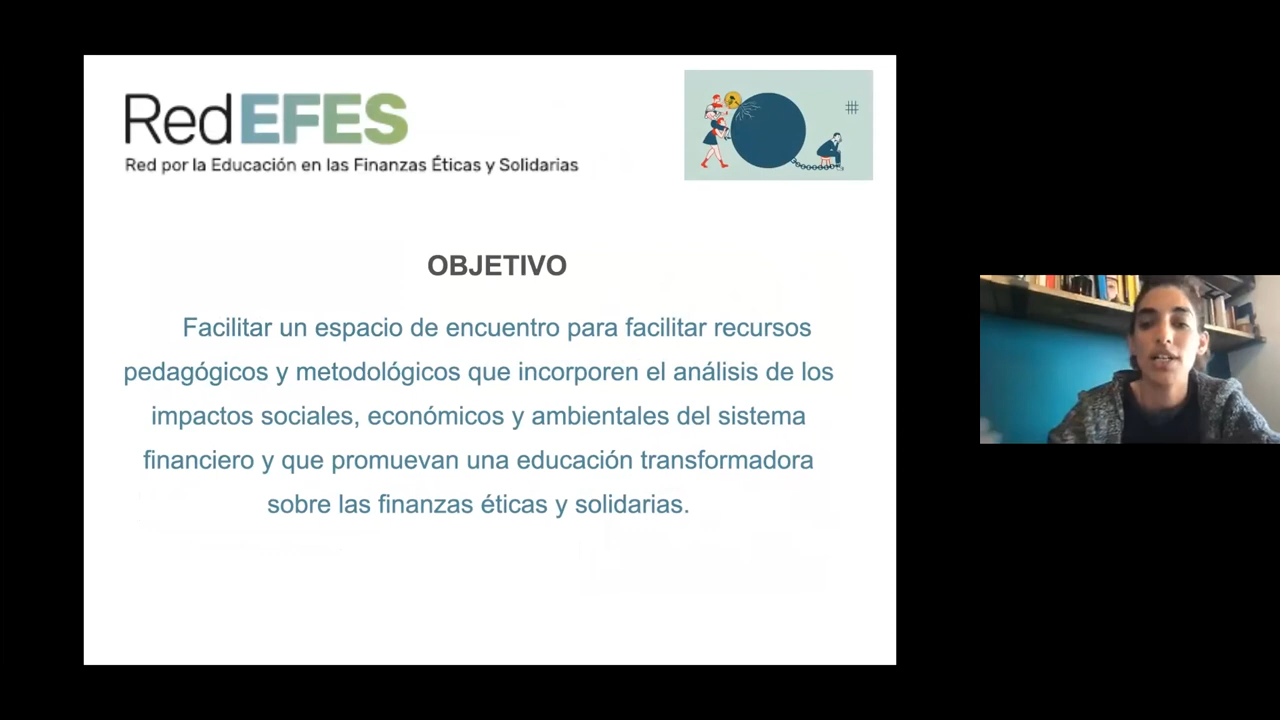 RedEFES
Red por la Educación en las Finanzas Éticas y Solidarias
OBJETIVO
Facilitar un espacio de encuentro para facilitar recursos
pedagógicos y metodológicos que incorporen el análisis de los
impactos sociales, económicos y ambientales del sistema
financiero y que promuevan una educación transformadora
sobre las finanzas éticas y solidarias.